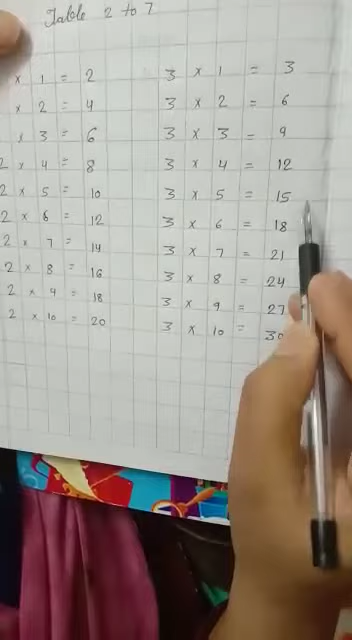 Table 2 to 7
x 1 = 2 3 x 1 = 3
x 2 = 4 3 x 2 = 6
x 3 = 6 3 x 3 = 9
2 x 4 = 8 3 x 4 = 12
2 x 5 = 10 3 x 5 = 15
2 x 6 = 12 3 x 6 = 18
2 x 7 = 14 3 x 7 = 21
2 x 8 = 16 3 x 8 = 24
2 x 9 = 18 3 x 9 = 27
2 x 10 = 20 3 x 10 = 30